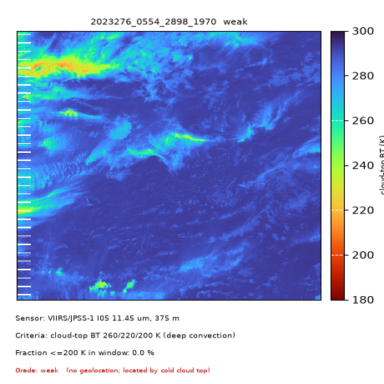 2023276_0554_2898_1970 weak
300
280
260
240
220
200
180
cloud-top BT (K)
Sensor: VIIRS/JPSS-1 I05 11.45 um, 375 m
Criteria: cloud-top BT 260/220/200 K (deep convection)
Fraction <=200 K in window: 0.0 %
Grade: weak (no geolocation; located by cold cloud top)